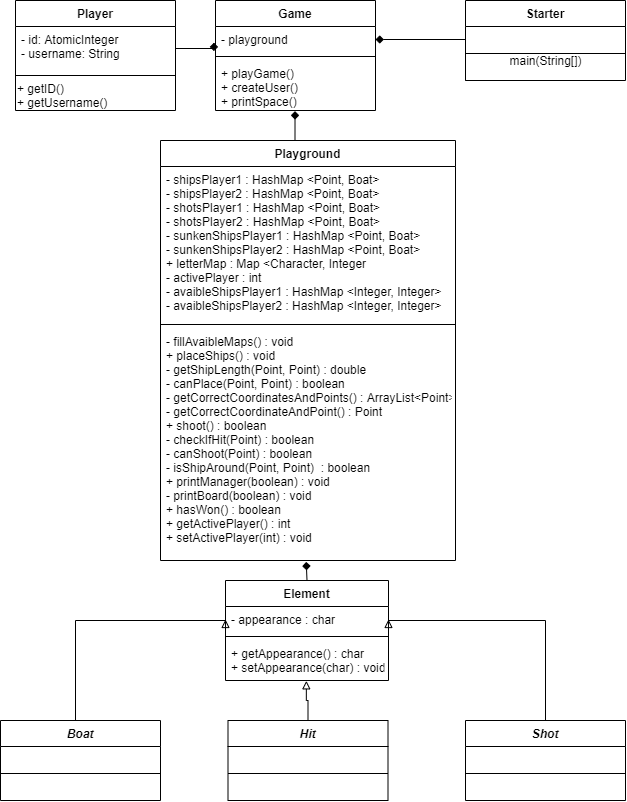 Player
- id: AtomicInteger
- username: String
+ getID()
+ getUsername()
Game
- playground
+ playGame()
+ createUser()
+ printSpace()
Starter
main(String[])
Playground
- shipsPlayer1 : HashMap <Point, Boat>
- shipsPlayer2 : HashMap <Point, Boat>
- shotsPlayer1 : HashMap <Point, Boat>
- shotsPlayer2 : HashMap <Point, Boat>
- sunkenShipsPlayer1 : HashMap <Point, Boat>
- sunkenShipsPlayer2 : HashMap <Point, Boat>
+ letterMap : Map <Character, Integer
- activePlayer : int
- avaibleShipsPlayer1 : HashMap <Integer, Integer>
- avaibleShipsPlayer2 : HashMap <Integer, Integer>
- fillAvaibleMaps() : void
+ placeShips() : void
- getShipLength(Point, Point) : double
- canPlace(Point, Point) : boolean
- getCorrectCoordinatesAndPoints() : ArrayList<Point>
- getCorrectCoordinateAndPoint() : Point
+ shoot() : boolean
- checkIfHit(Point) : boolean
- canShoot(Point) : boolean
- isShipAround(Point, Point) : boolean
+ printManager(boolean) : void
- printBoard(boolean) : void
+ hasWon() : boolean
+ getActivePlayer() : int
+ setActivePlayer(int) : void
Element
- appearance : char
+ getAppearance() : char
+ setAppearance(char) : void
Boat
Hit
Shot